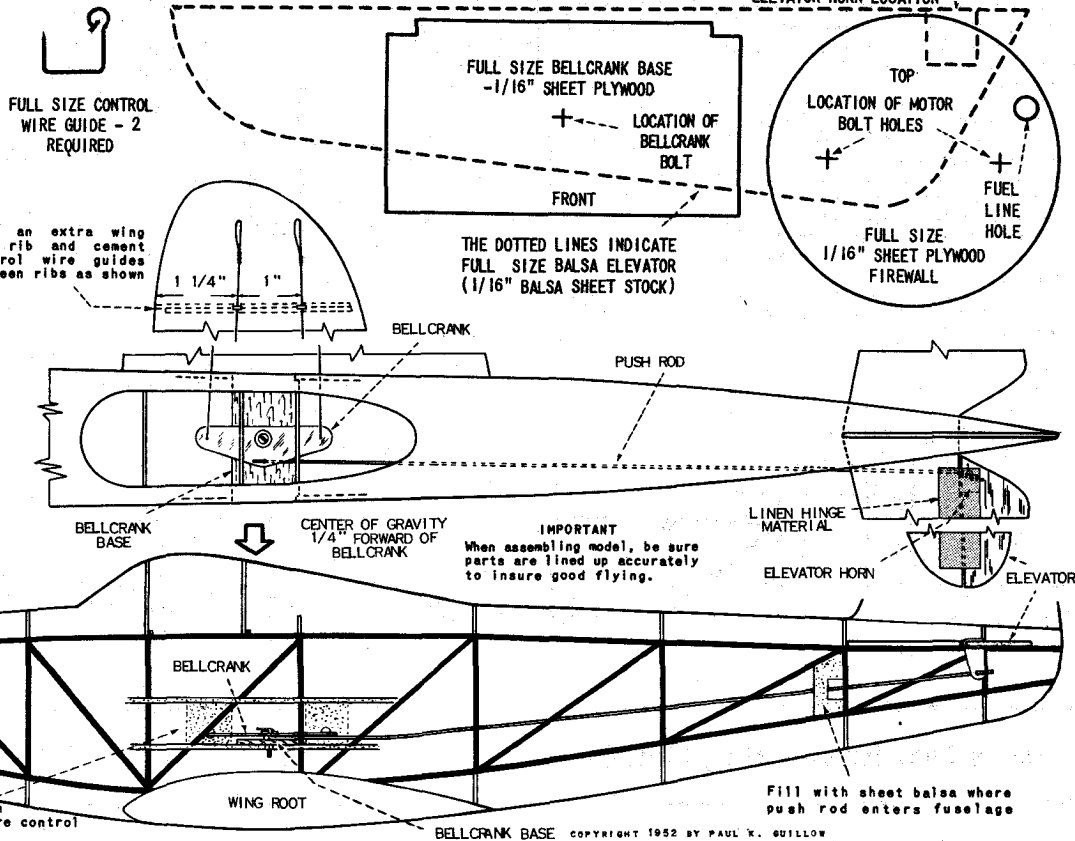 ELEVATOR HORN LOCATION
FULL SIZE CONTROL
WIRE GUIDE - 2
REQUIRED
FULL SIZE BELLCRANK BASE
-1/16" SHEET PLYWOOD
LOCATION OF
BELLCRANK
BOLT
FRONT
TOP
LOCATION OF MOTOR
BOLT HOLES
FUEL
LINE
HOLE
FULL SIZE
1/16" SHEET PLYWOOD
FIREWALL
THE DOTTED LINES INDICATE
FULL SIZE BALSA ELEVATOR
(1/16" BALSA SHEET STOCK)
an extra wing
rib and cement
rol wire guides
een ribs as shown
1 1/4"
1"
BELLCRANK
PUSH ROD
BELLCRANK
BASE
CENTER OF GRAVITY
1/4" FORWARD OF
BELLCRANK
IMPORTANT
When assembling model, be sure
parts are lined up accurately
to insure good flying.
LINEN HINGE
MATERIAL
ELEVATOR HORN
ELEVATOR
BELLCRANK
WING ROOT
re control
BELLCRANK BASE
COPYRIGHT 1952 BY PAUL K. GUILLOW
Fill with sheet balsa where
push rod enters fuselage